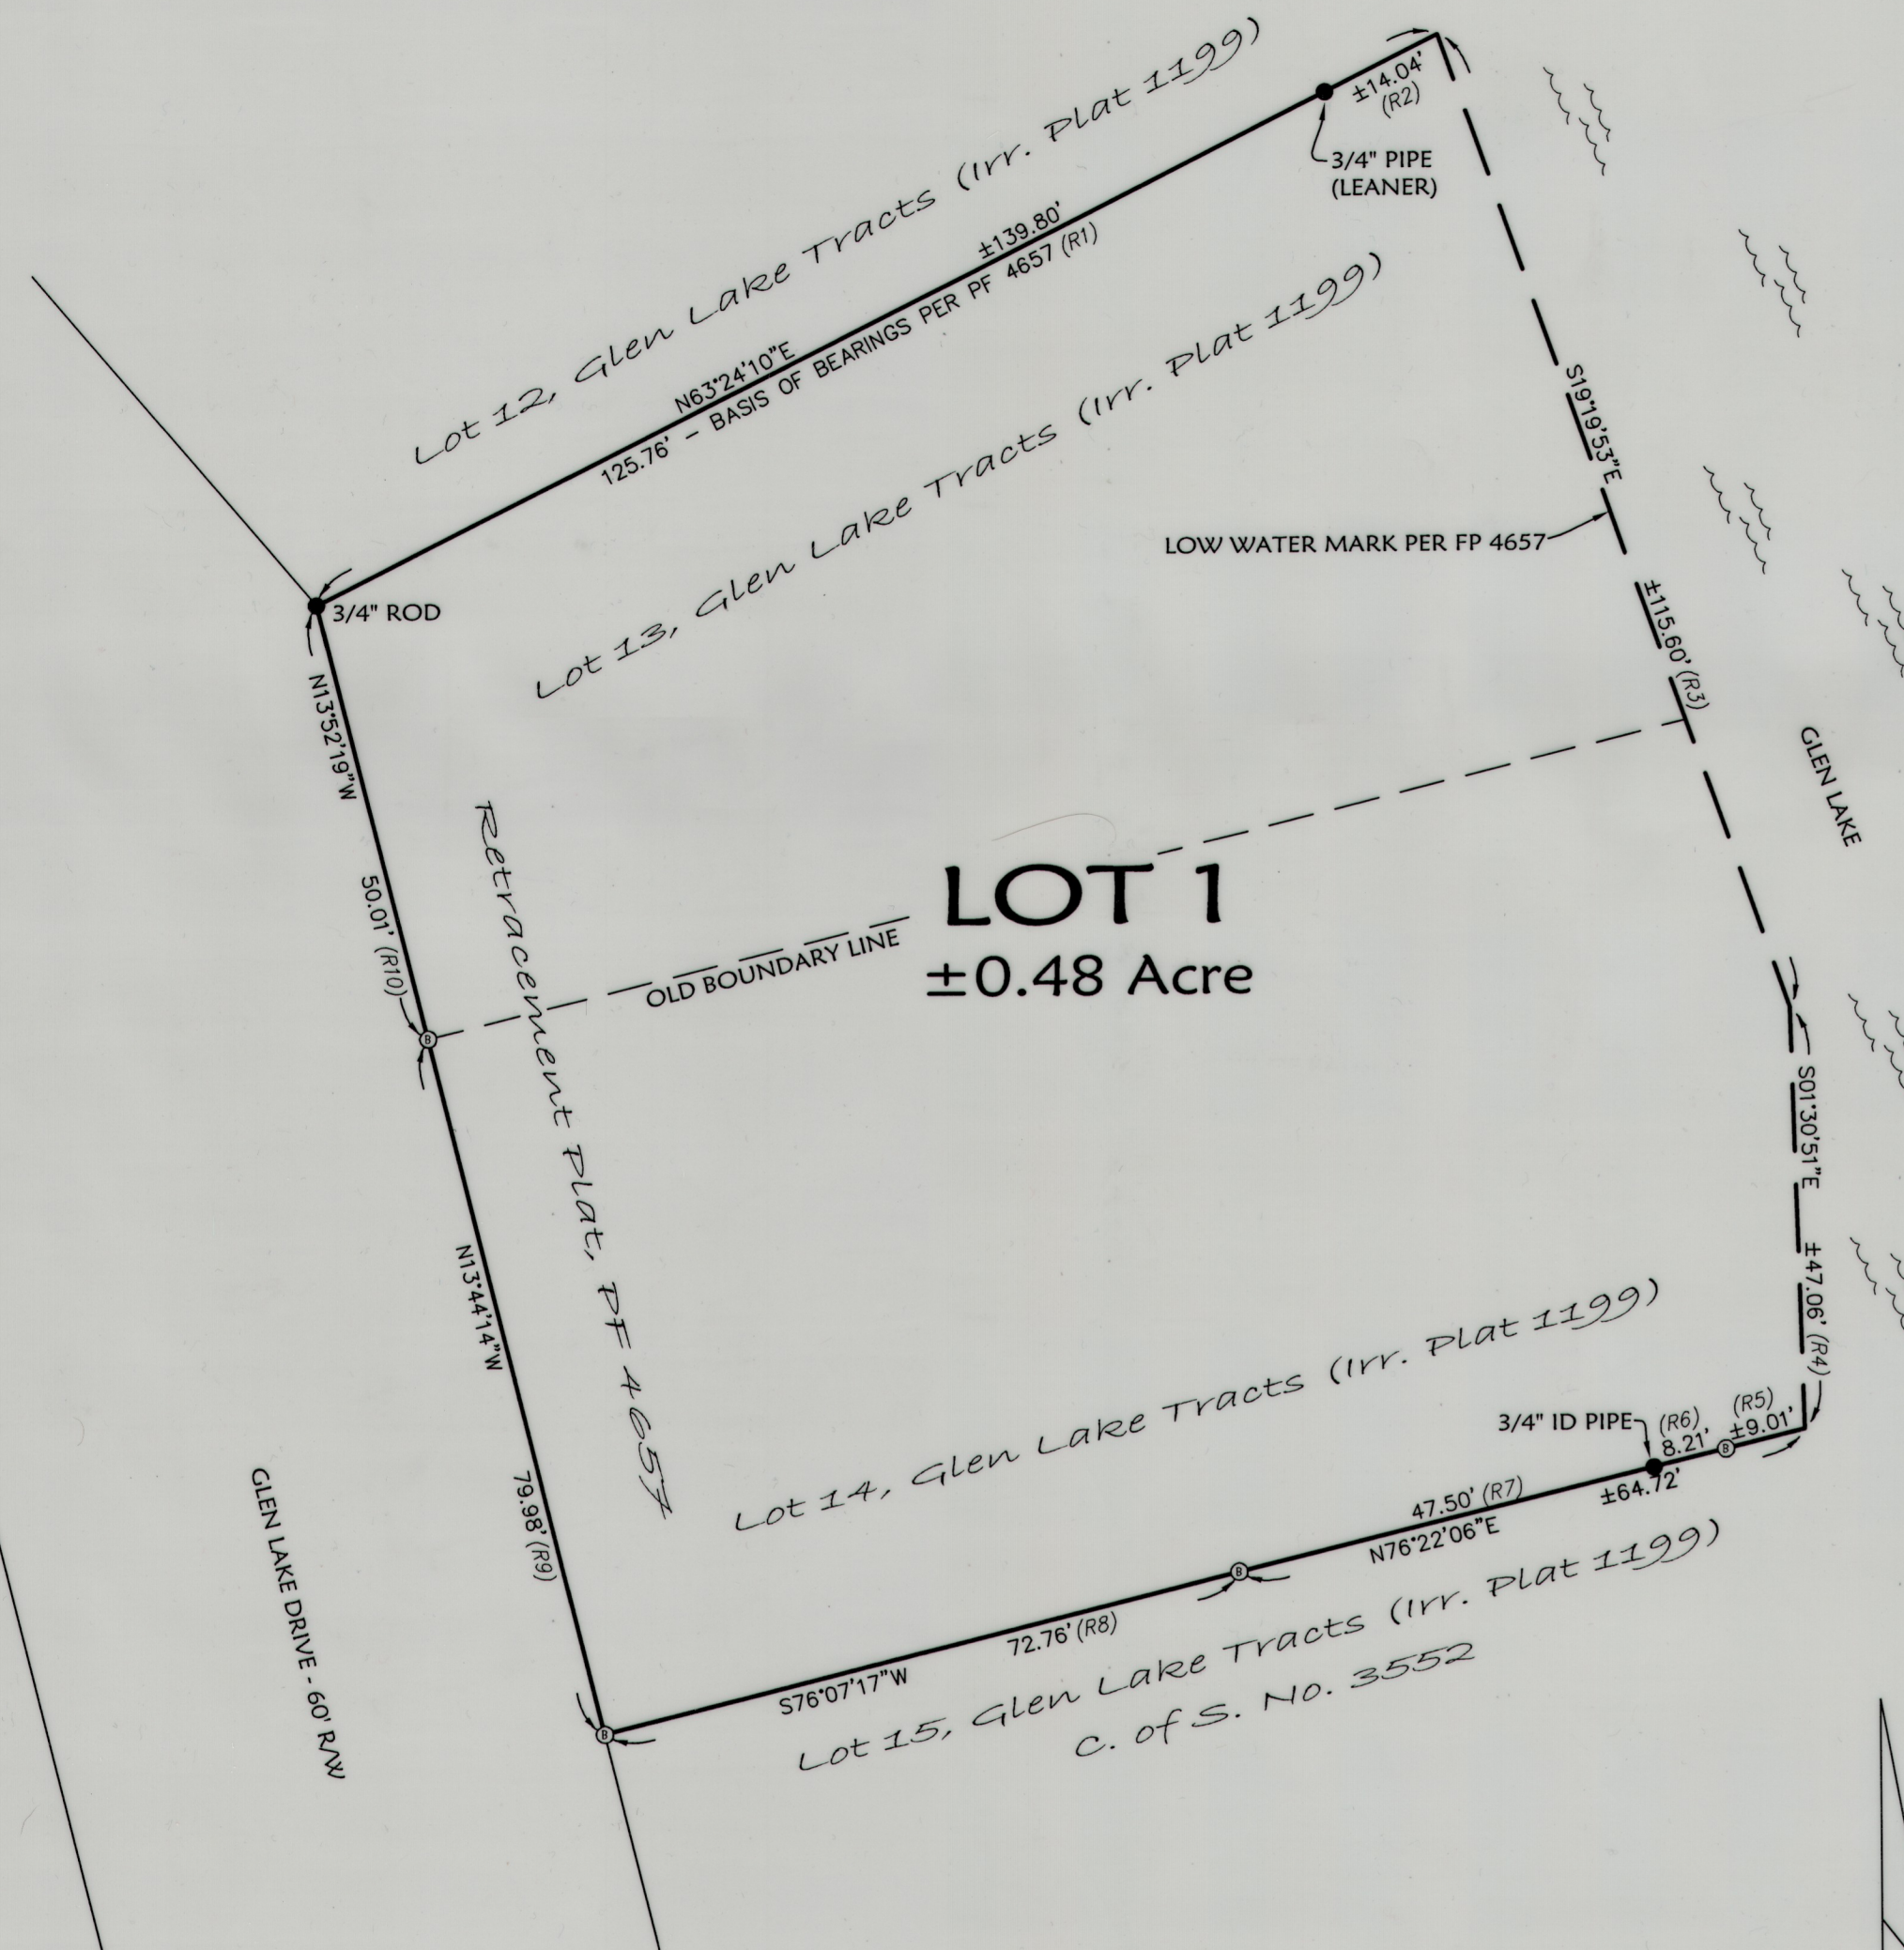 Lot 12, Glen Lake Tracts (Irr. Plat 1199)
±14.04'
(R2)
3/4" PIPE
(LEANER)
±139.80'
N63°24'10"E
125.76' – BASIS OF BEARINGS PER PF 4657 (R1)
Lot 13, Glen Lake Tracts (Irr. Plat 1199)
S19°19'53"E
LOW WATER MARK PER FP 4657
±115.60' (R3)
3/4" ROD
N13°52'19"W
50.01' (R10)
GLEN LAKE
LOT 1
±0.48 Acre
OLD BOUNDARY LINE
B
Retracement Plat, PF 4657
S01°30'51"E
±47.06' (R4)
N13°44'14"W
79.98' (R9)
Lot 14, Glen Lake Tracts (Irr. Plat 1199)
3/4" ID PIPE
(R6)
8.21'
(R5)
±9.01'
B
47.50' (R7)
±64.72'
N76°22'06"E
B
72.76' (R8)
S76°07'17"W
B
Lot 15, Glen Lake Tracts (Irr. Plat 1199)
C. of S. No. 3552
GLEN LAKE DRIVE - 60' R/W